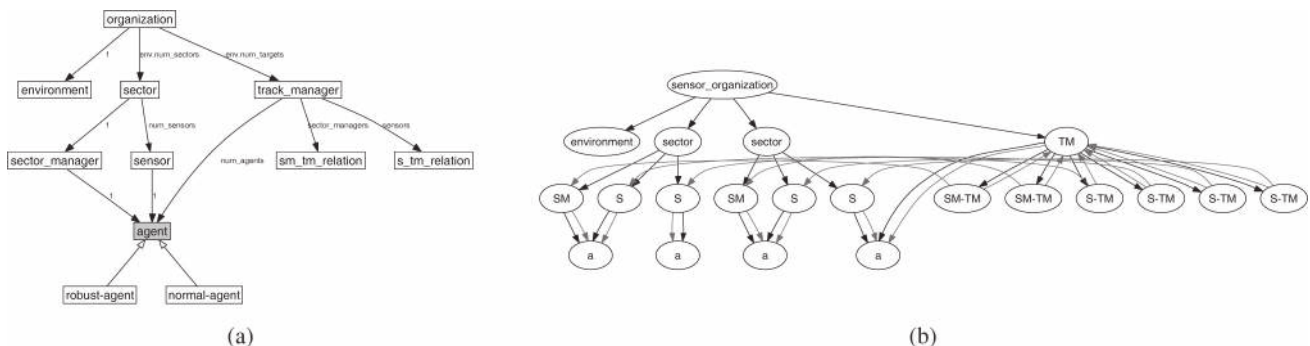 organization
1
env.num_sectors
env.num_targets
environment
sector
track_manager
1
num_sensors
sector_managers
sensors
sector_manager
sensor
num_agents
sm_tm_relation
s_tm_relation
1
1
agent
robust-agent
normal-agent
(a)
sensor_organization
environment
sector
sector
TM
SM
S
S
SM
S
S
SM-TM
SM-TM
S-TM
S-TM
S-TM
S-TM
a
a
a
a
(b)